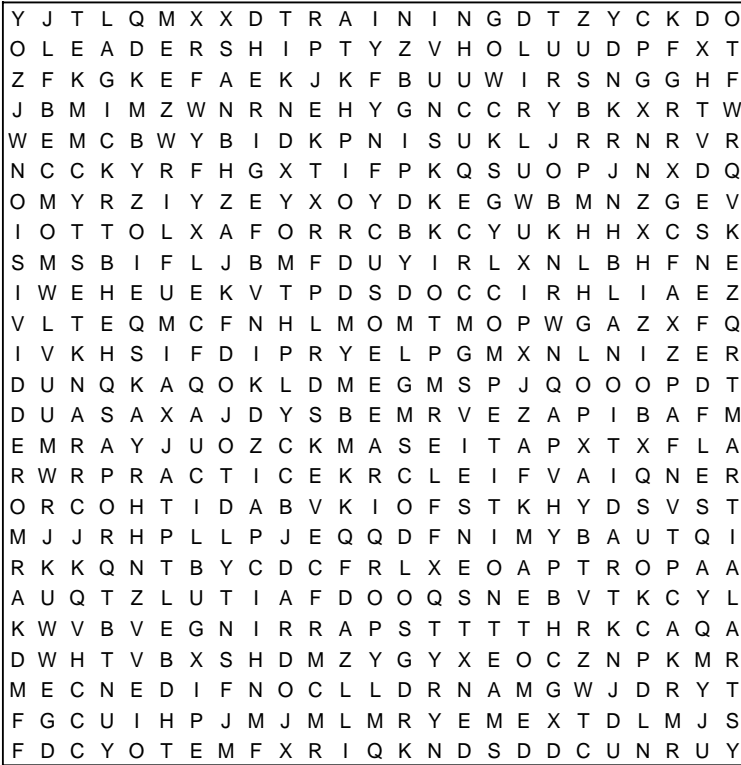 Y J T L Q M X X D T R A I N I N G D T Z Y C K D O
O L E A D E R S H I P T Y Z V H O L U U D P F X T
Z F K G K E F A E K J K F B U U W I R S N G G H F
J B M I M Z W N R N E H Y G N C C R Y B K X R T W
W E M C B W Y B I D K P N I S U K L J R R N R V R
N C C K Y R F H G X T I F P K Q S U O P J N X D Q
O M Y R Z I Y Z E Y X O Y D K E G W B M N Z G E V
I O T T O L X A F O R R C B K C Y U K H H X C S K
S M S B I F L J B M F D U Y I R L X N L B H F N E
I W E H E U E K V T P D S D O C C I R H L I A E Z
V L T E Q M C F N H L M O M T M O P W G A Z X F Q
I V K H S I F D I P R Y E L P G M X N L N I Z E R
D U N Q K A Q O K L D M E G M S P J Q O O O P D T
D U A S A X A J D Y S B E M R V E Z A P I B A F M
E M R A Y J U O Z C K M A S E I T A P X T X F L A
R W R P R A C T I C E K R C L E I F V A I Q N E R
O R C O H T I D A B V K I O F S T K H Y D S V S T
M J J R H P L L P J E Q Q D F N I M Y B A U T Q I
R K K Q N T B Y C D C F R L X E O A P T R O P A A
A U Q T Z L U T I A F D O O Q S N E B V T K C Y L
K W V B V E G N I R R A P S T T T T H R K C A Q A
D W H T V B X S H D M Z Y G Y X E O C Z N P K M R
M E C N E D I F N O C L L D R N A M G W J D R Y T
F G C U I H P J M J M L M R Y E M E X T D L M J S
F D C Y O T E M F X R I Q K N D S D D C U N R U Y